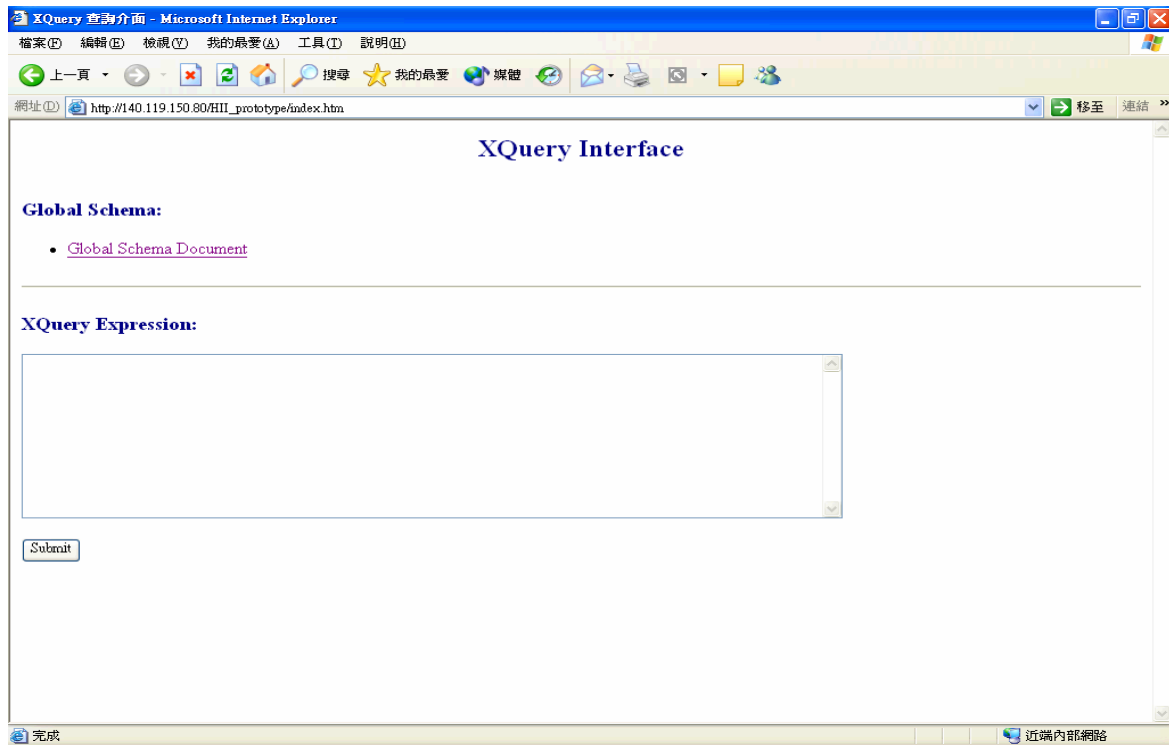 XQuery 查詢介面 - Microsoft Internet Explorer
檔案(F) 編輯(E) 檢視(V) 我的最愛(A) 工具(T) 說明(H)
上一頁 搜尋 我的最愛 媒體
網址(D) http://140.119.150.80/HII_prototype/index.htm 移至 連結 »
XQuery Interface
Global Schema:
• Global Schema Document
XQuery Expression:
Submit
完成 近端內部網路